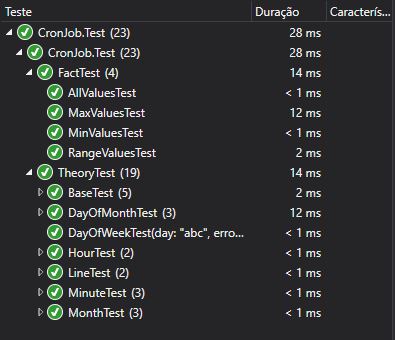 Teste Duração Caracterís...
CronJob.Test (23) 28 ms
CronJob.Test (23) 28 ms
FactTest (4) 14 ms
AllValuesTest < 1 ms
MaxValuesTest 12 ms
MinValuesTest < 1 ms
RangeValuesTest 2 ms
TheoryTest (19) 14 ms
BaseTest (5) 2 ms
DayOfMonthTest (3) 12 ms
DayOfWeekTest(day: "abc", erro... < 1 ms
HourTest (2) < 1 ms
LineTest (2) < 1 ms
MinuteTest (3) < 1 ms
MonthTest (3) < 1 ms